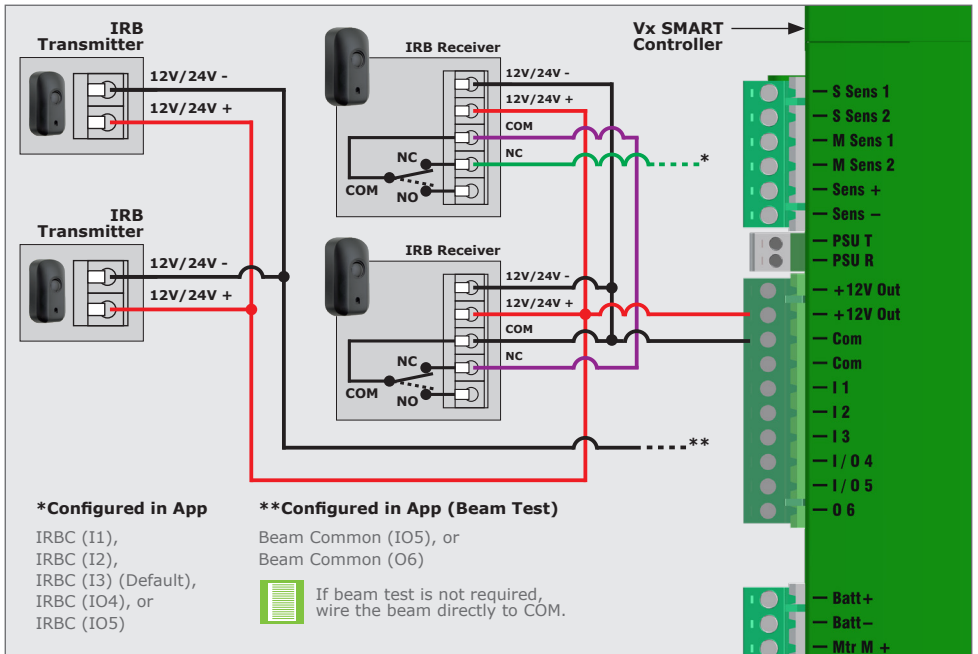 IRB
Transmitter
12V/24V -
12V/24V +
IRB
Transmitter
12V/24V -
12V/24V +
IRB Receiver
12V/24V -
12V/24V +
COM
NC
NC
COM
NO
*
IRB Receiver
12V/24V -
12V/24V +
COM
NC
NC
COM
NO
**
Vx SMART
Controller
S Sens 1
S Sens 2
M Sens 1
M Sens 2
Sens +
Sens –
PSU T
PSU R
+12V Out
+12V Out
Com
Com
I 1
I 2
I 3
I / O 4
I / O 5
O 6
Batt+
Batt–
Mtr M +
*Configured in App
IRBC (I1),
IRBC (I2),
IRBC (I3) (Default),
IRBC (IO4), or
IRBC (IO5)
**Configured in App (Beam Test)
Beam Common (IO5), or
Beam Common (O6)
If beam test is not required,
wire the beam directly to COM.